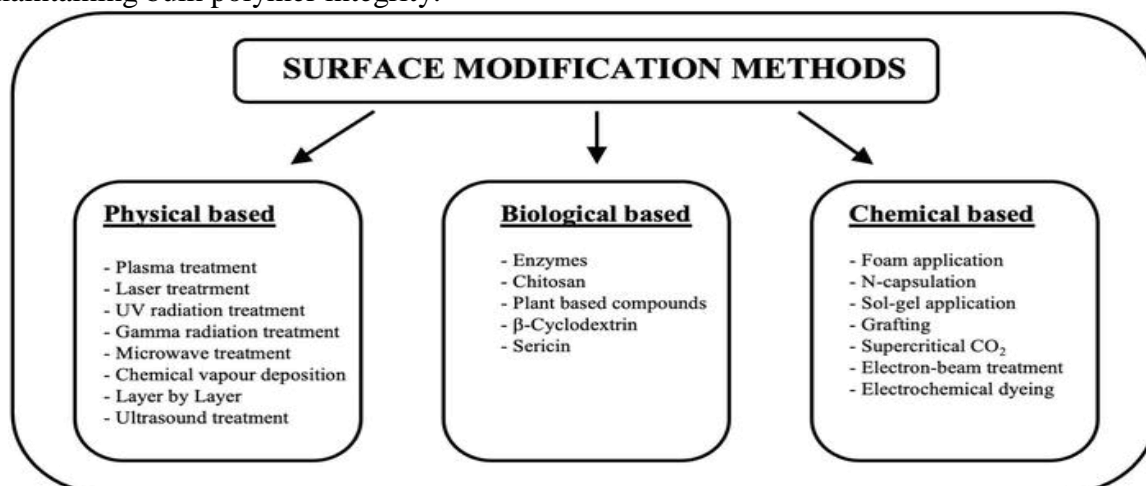 maintaining bulk polymer integrity.
SURFACE MODIFICATION METHODS
Physical based
- Plasma treatment
- Laser treatrment
- UV radiation treatment
- Gamma radiation treatment
- Microwave treatment
- Chemical vapour deposition
- Layer by Layer
- Ultrasound treatment
Biological based
- Enzymes
- Chitosan
- Plant based compounds
- β-Cyclodextrin
- Sericin
Chemical based
- Foam application
- N-capsulation
- Sol-gel application
- Grafting
- Supercritical CO₂
- Electron-beam treatment
- Electrochemical dyeing